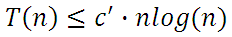 T(n) ≤ c′ · nlog(n)